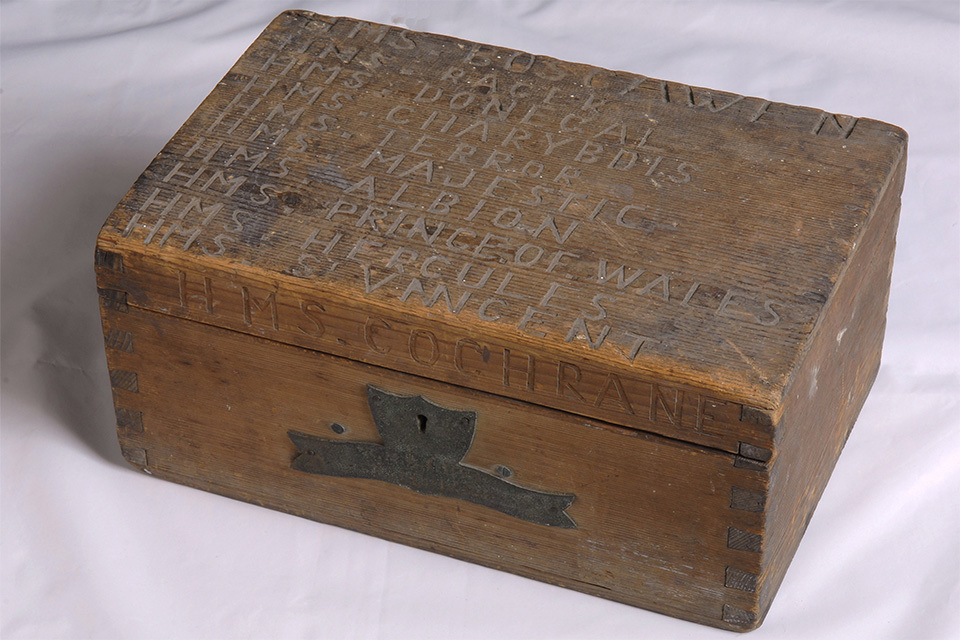 HMS. BOSCAWEN
HMS. RACER
HMS. DONEGAL
HMS. CHARYBDIS
HMS. TERROR
HMS. MAJESTIC.
HMS. ALBION
HMS. PRINCE OF WALES
HMS HERCULES
HMS St VANCENT
HMS COCHRANE